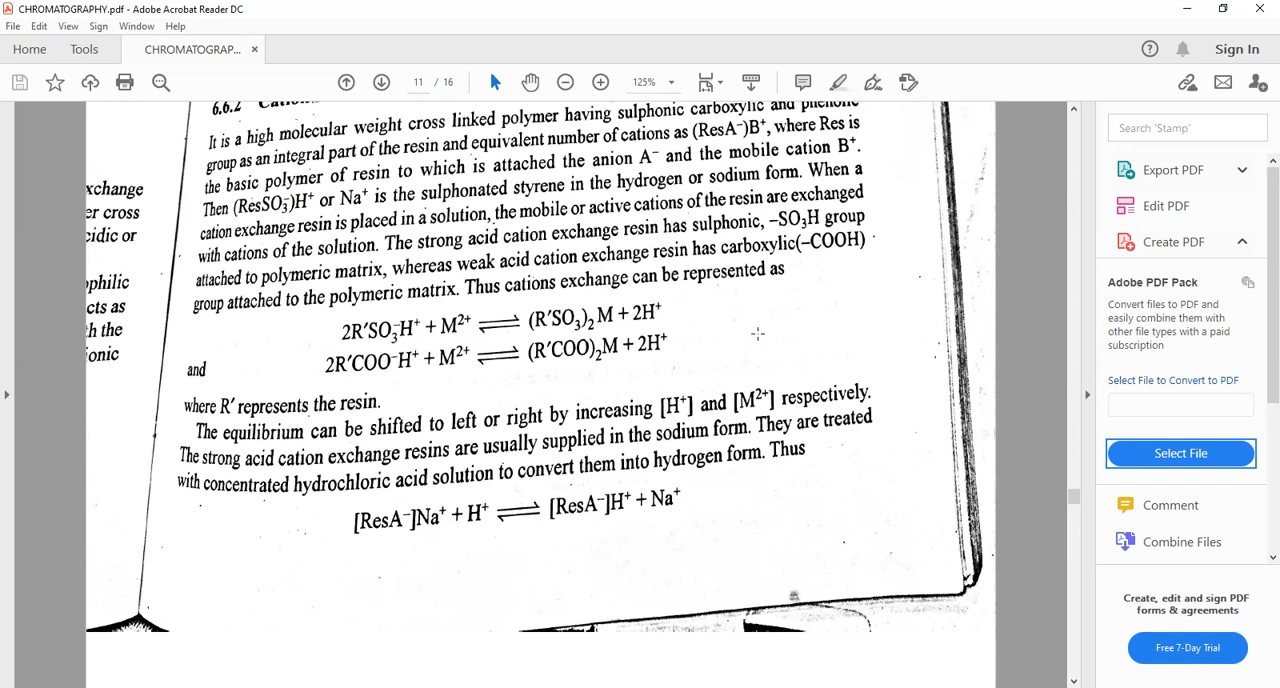 CHROMATOGRAPHY.pdf - Adobe Acrobat Reader DC
File Edit View Sign Window Help
Home Tools CHROMATOGRAP... × Sign In
11 / 16 125%
6.6.2
It is a high molecular weight cross linked polymer having sulphonic carboxylic and phenolic
group as an integral part of the resin and equivalent number of cations as (ResA⁻)B⁺, where Res is
the basic polymer of resin to which is attached the anion A⁻ and the mobile cation B⁺.
Then (ResSO₃⁻)H⁺ or Na⁺ is the sulphonated styrene in the hydrogen or sodium form. When a
cation exchange resin is placed in a solution, the mobile or active cations of the resin are exchanged
with cations of the solution. The strong acid cation exchange resin has sulphonic, –SO₃H group
attached to polymeric matrix, whereas weak acid cation exchange resin has carboxylic(–COOH)
group attached to the polymeric matrix. Thus cations exchange can be represented as
2R′SO₃⁻H⁺ + M²⁺ ⇌ (R′SO₃)₂M + 2H⁺
and
2R′COO⁻H⁺ + M²⁺ ⇌ (R′COO)₂M + 2H⁺
where R′ represents the resin.
The equilibrium can be shifted to left or right by increasing [H⁺] and [M²⁺] respectively.
The strong acid cation exchange resins are usually supplied in the sodium form. They are treated
with concentrated hydrochloric acid solution to convert them into hydrogen form. Thus
[ResA⁻]Na⁺ + H⁺ ⇌ [ResA⁻]H⁺ + Na⁺
xchange
er cross
cidic or
ophilic
cts as
h the
ionic
Search 'Stamp'
Export PDF
Edit PDF
Create PDF
Adobe PDF Pack
Convert files to PDF and
easily combine them with
other file types with a paid
subscription
Select File to Convert to PDF
Select File
Comment
Combine Files
Create, edit and sign PDF
forms & agreements
Free 7-Day Trial